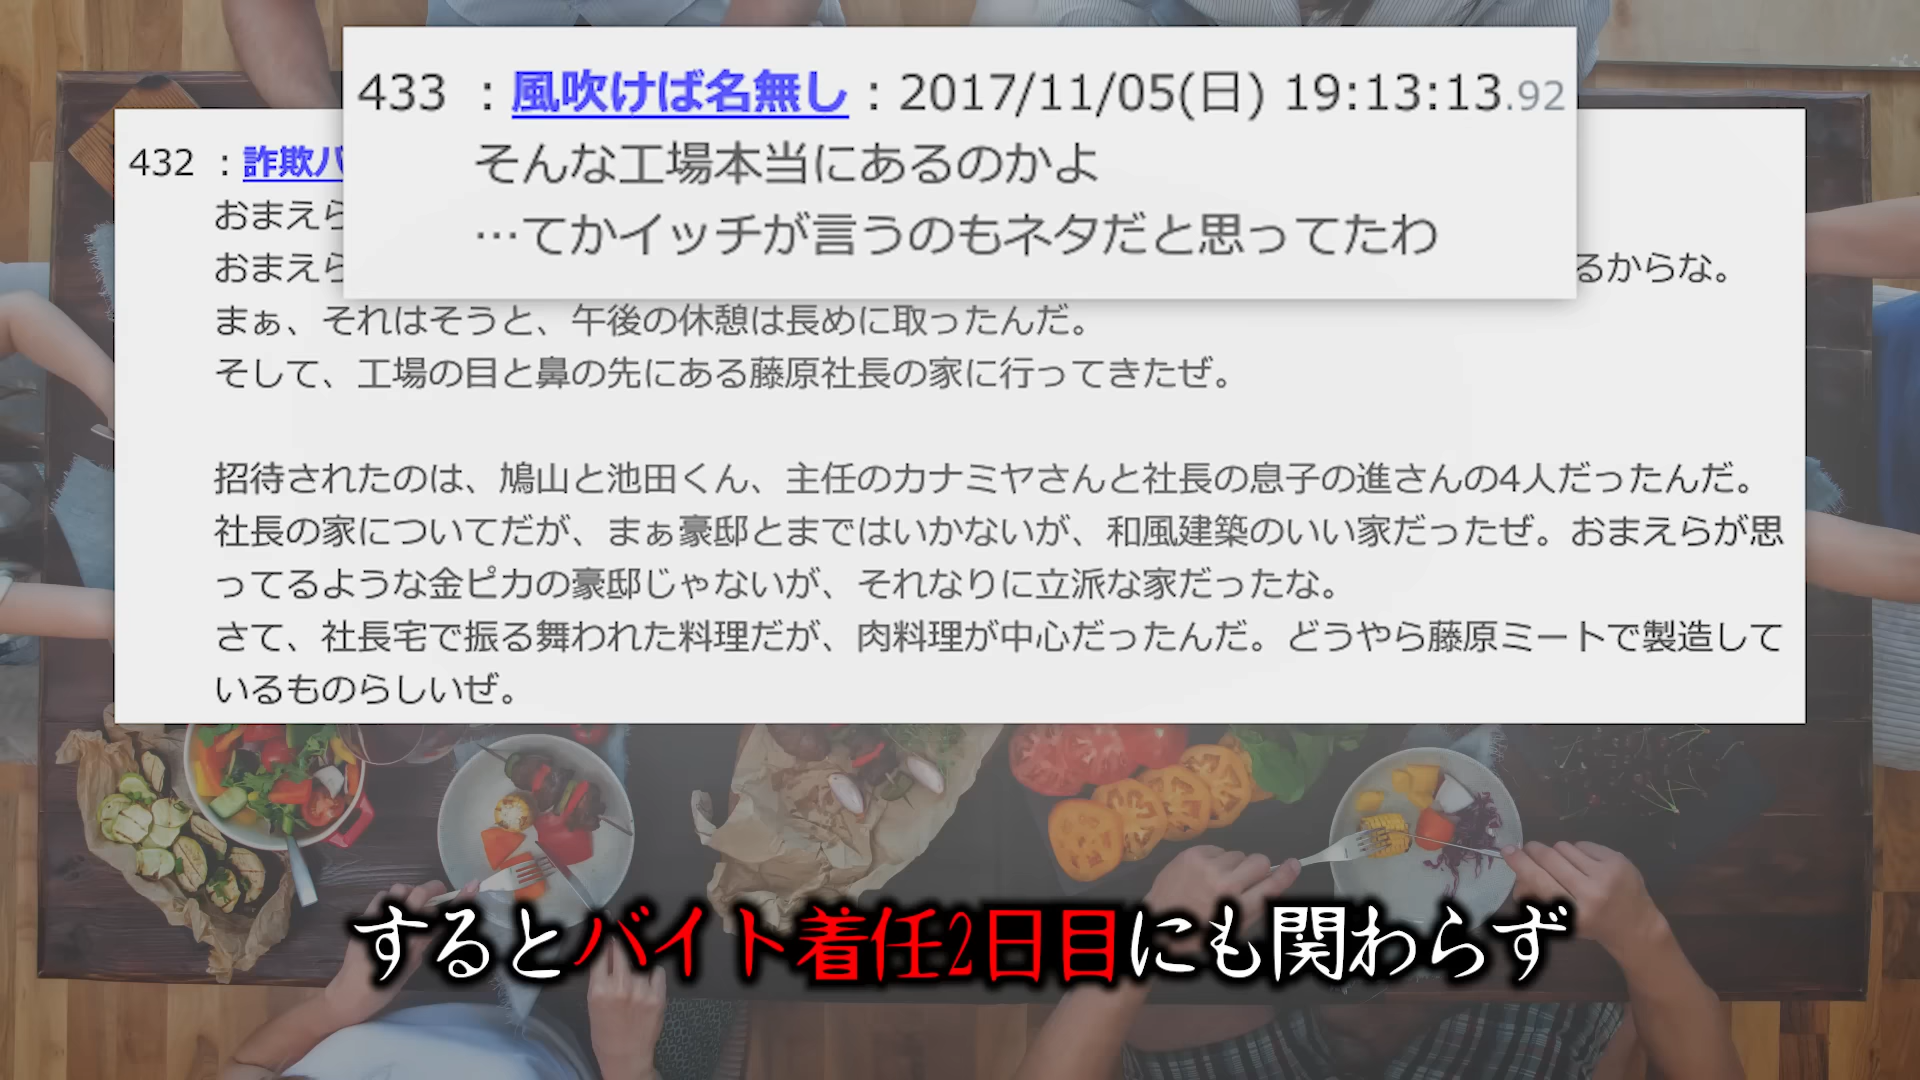 433 ：風吹けば名無し：2017/11/05(日) 19:13:13.92
そんな工場本当にあるのかよ
…てかイッチが言うのもネタだと思ってたわ
432 ：詐欺バ
おまえら
おまえら
るからな。
まぁ、それはそうと、午後の休憩は長めに取ったんだ。
そして、工場の目と鼻の先にある藤原社長の家に行ってきたぜ。
招待されたのは、鳩山と池田くん、主任のカナミヤさんと社長の息子の進さんの4人だったんだ。
社長の家についてだが、まぁ豪邸とまではいかないが、和風建築のいい家だったぜ。おまえらが思
ってるような金ピカの豪邸じゃないが、それなりに立派な家だったな。
さて、社長宅で振る舞われた料理だが、肉料理が中心だったんだ。どうやら藤原ミートで製造して
いるものらしいぜ。
するとバイト着任2日目にも関わらず